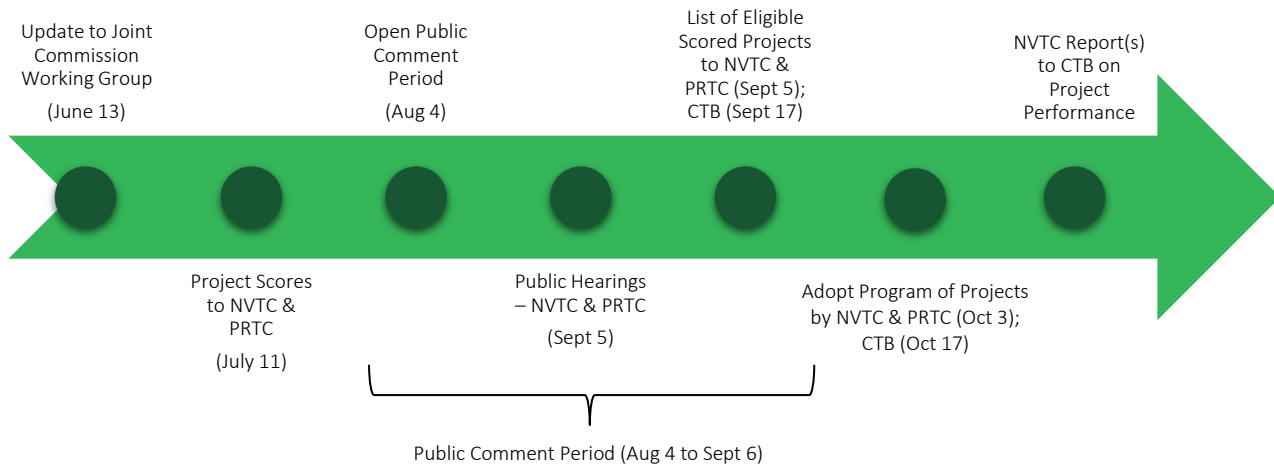 Update to Joint
Commission
Working Group
(June 13)
Project Scores
to NVTC &
PRTC
(July 11)
Open Public
Comment
Period
(Aug 4)
Public Hearings
– NVTC & PRTC
(Sept 5)
List of Eligible
Scored Projects
to NVTC &
PRTC (Sept 5);
CTB (Sept 17)
Adopt Program of Projects
by NVTC & PRTC (Oct 3);
CTB (Oct 17)
NVTC Report(s)
to CTB on
Project
Performance
Public Comment Period (Aug 4 to Sept 6)